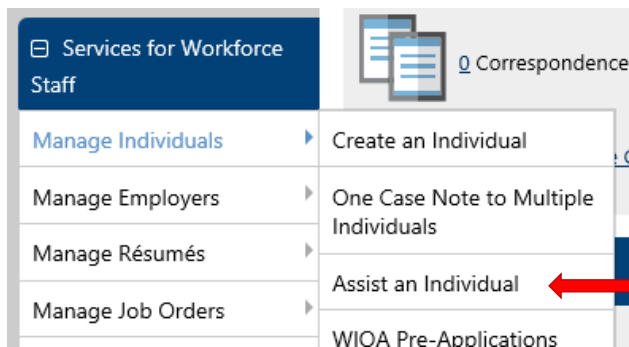 Services for Workforce
Staff
0 Correspondence
Manage Individuals
Manage Employers
Manage Résumés
Manage Job Orders
Create an Individual
One Case Note to Multiple
Individuals
Assist an Individual
WIOA Pre-Applications